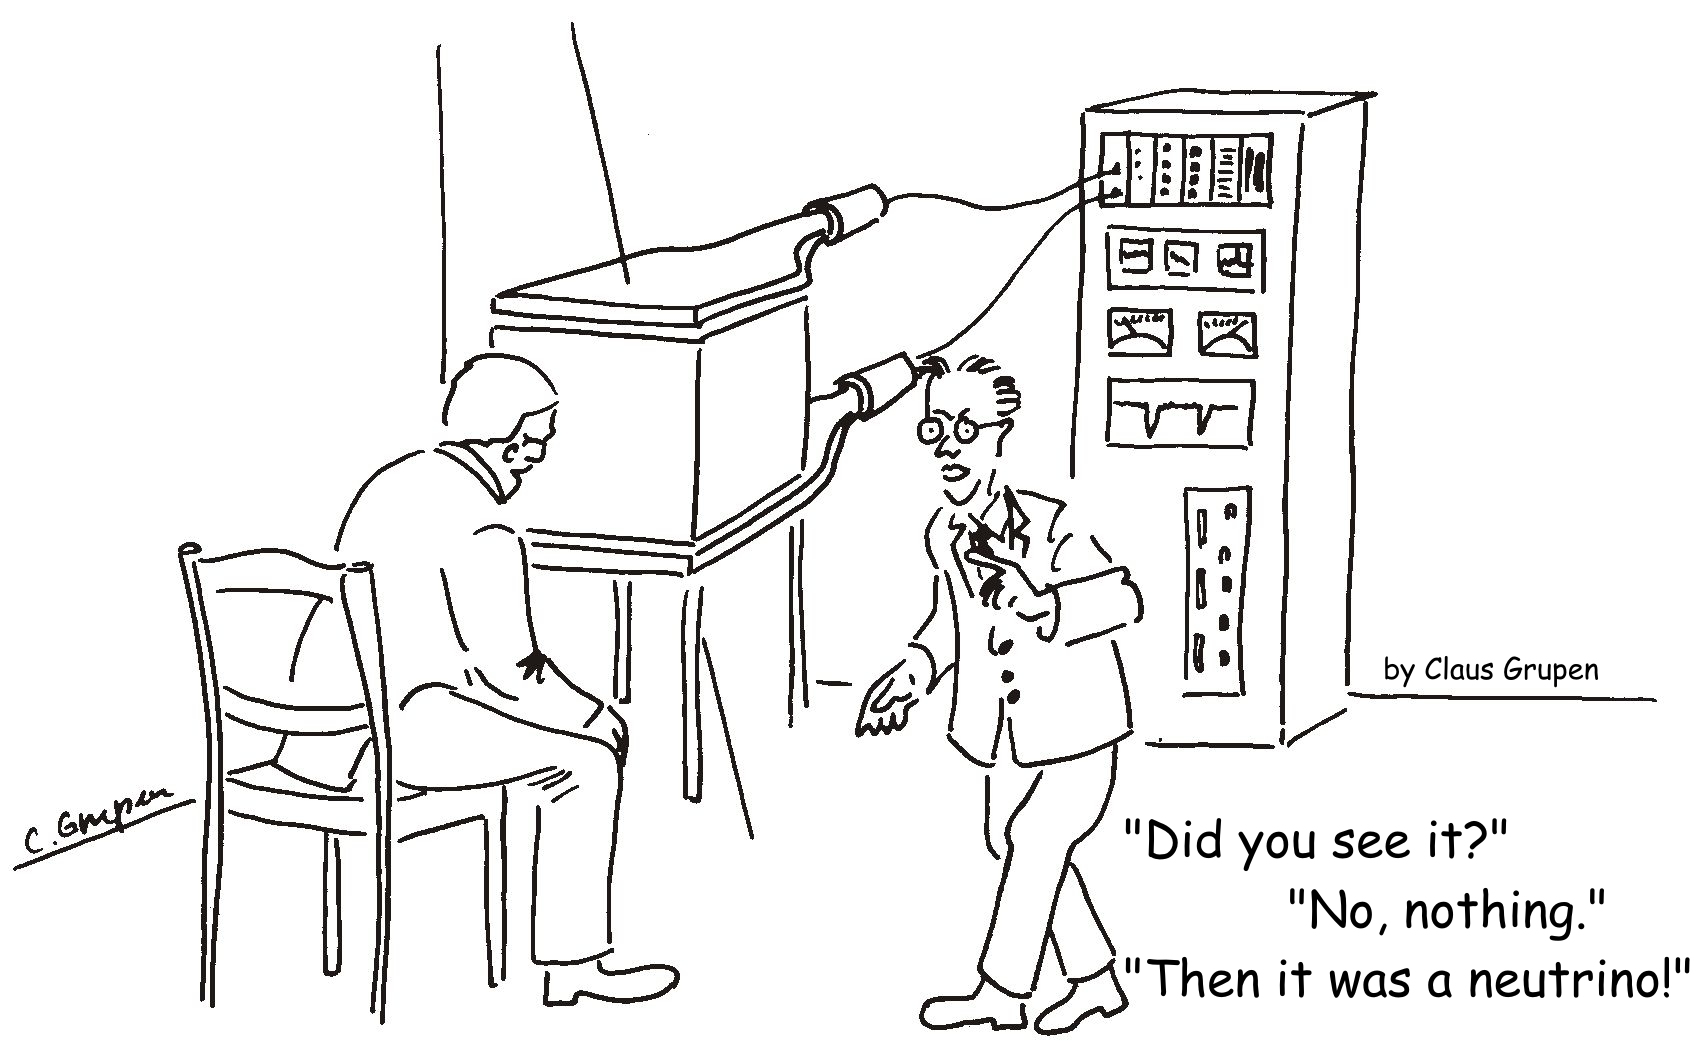 by Claus Grupen
C. Grupen
"Did you see it?"
"No, nothing."
"Then it was a neutrino!"